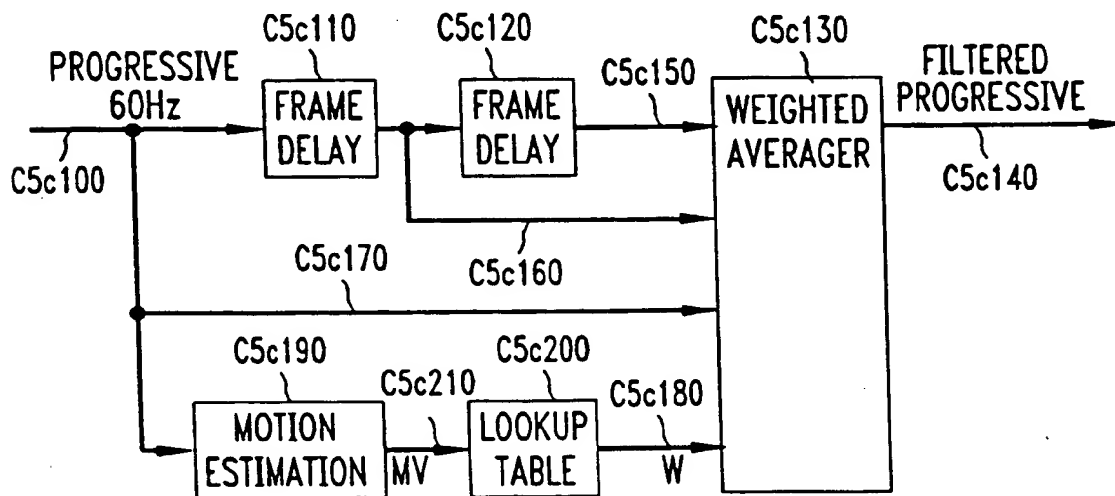 C5c110
C5c120
C5c130
PROGRESSIVE
60Hz
C5c150
FILTERED
PROGRESSIVE
FRAME
DELAY
FRAME
DELAY
WEIGHTED
AVERAGER
C5c100
C5c140
C5c160
C5c170
C5c190
C5c200
C5c210
C5c180
MOTION
ESTIMATION
MV
LOOKUP
TABLE
W